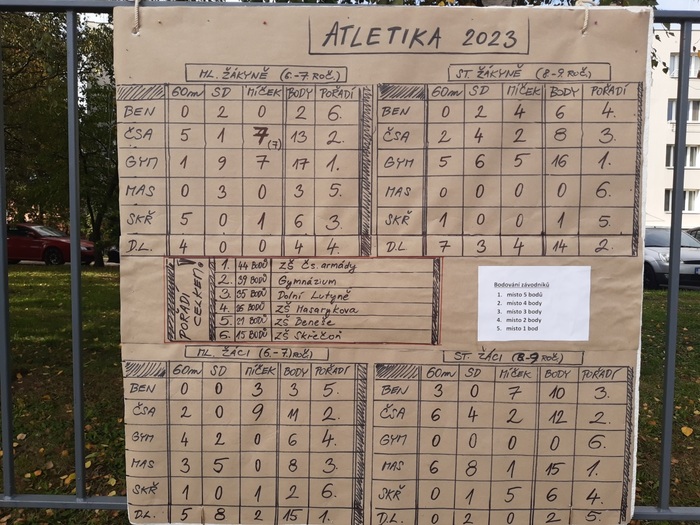 ATLETIKA 2023
ML. ŽÁKYNĚ (6.-7. ROČ.)
60m SD MÍČEK BODY POŘADÍ
BEN 0 2 0 2 6.
ČSA 5 1 7 (7) 13 2.
GYM 1 9 7 17 1.
MAS 0 3 0 3 5.
SKŘ 5 0 1 6 3.
D.L. 4 0 0 4 4.
ST. ŽÁKYNĚ (8-9. ROČ.)
60m SD MÍČEK BODY POŘADÍ
BEN 0 2 4 6 4.
ČSA 2 4 2 8 3.
GYM 5 6 5 16 1.
MAS 0 0 0 0 6.
SKŘ 1 0 0 1 5.
D.L. 7 3 4 14 2.
POŘADÍ CELKEM:
1. 44 BODŮ ZŠ Čs. armády
2. 39 BODŮ Gymnázium
3. 35 BODŮ Dolní Lutyně
4. 26 BODŮ ZŠ Masarykova
5. 21 BODŮ ZŠ Beneše
6. 15 BODŮ ZŠ Skřečoň
Bodování závodníků
1. místo 5 bodů
2. místo 4 body
3. místo 3 body
4. místo 2 body
5. místo 1 bod
ML. ŽÁCI (6.-7. ROČ.)
60m SD MÍČEK BODY POŘADÍ
BEN 0 0 3 3 5.
ČSA 2 0 9 11 2.
GYM 4 2 0 6 4.
MAS 3 5 0 8 3.
SKŘ 1 0 1 2 6.
D.L. 5 8 2 15 1.
ST. ŽÁCI (8-9 ROČ.)
60m SD MÍČEK BODY POŘADÍ
BEN 3 0 7 10 3.
ČSA 6 4 2 12 2.
GYM 0 0 0 0 6.
MAS 6 8 1 15 1.
SKŘ 0 1 5 6 4.
D.L. 0 2 0 2 5.